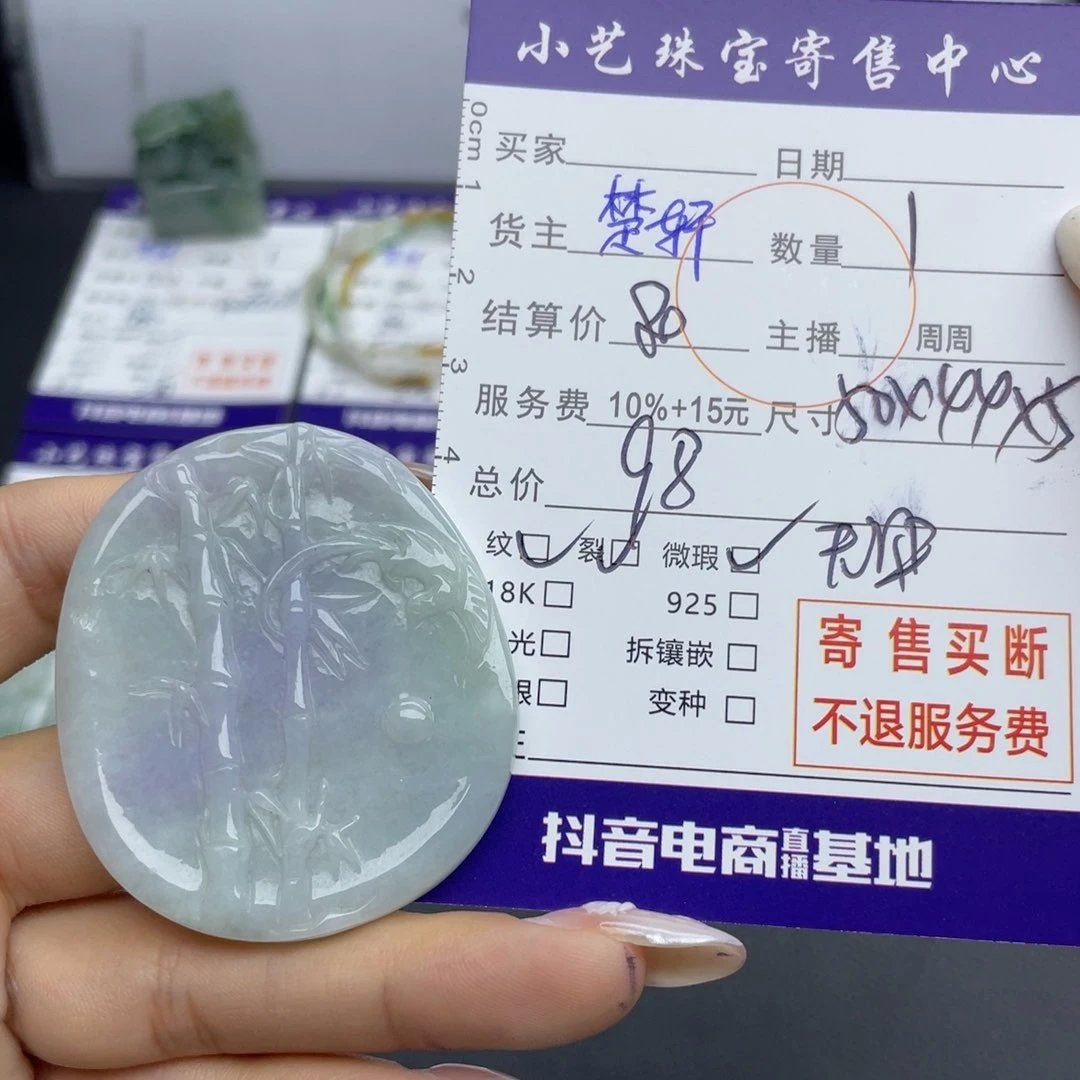 小艺珠宝寄售中心
0cm 1 2 3 4
买家 日期
货主 楚轩 数量 1
结算价 80 主播 周周
服务费 10%+15元 尺寸 50×44×5
总价 98
纹 裂 微瑕
18K 925
光 拆镶嵌
变种
寄售买断
不退服务费
抖音电商直播基地